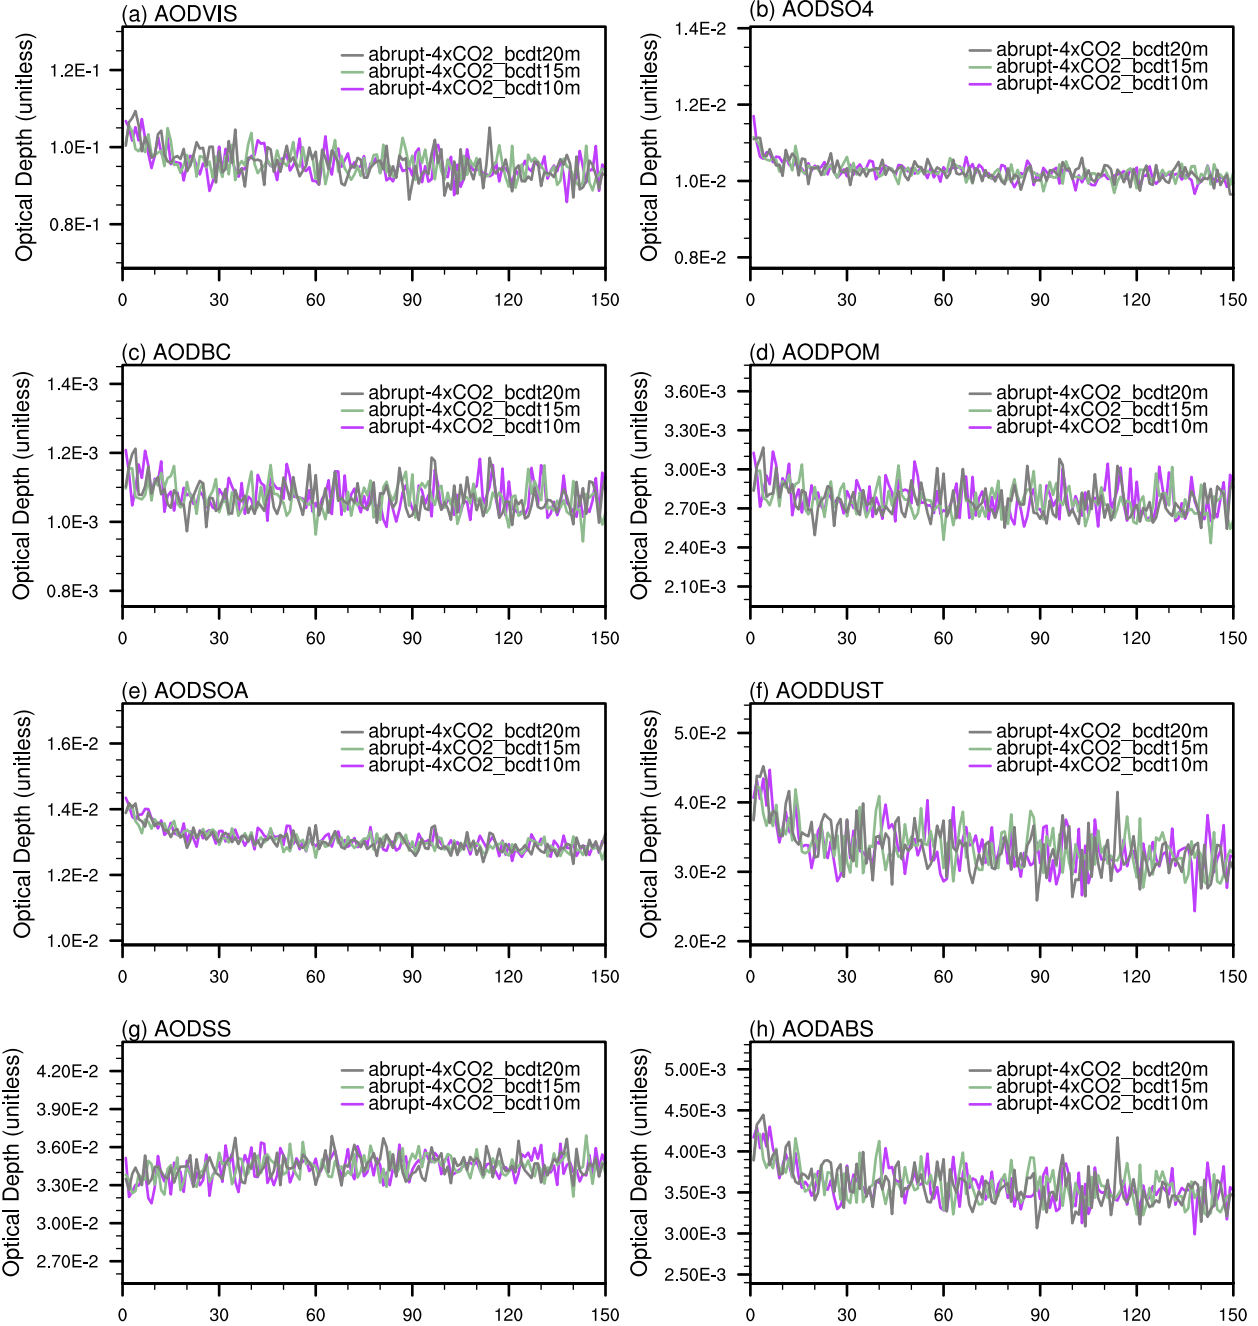 (a) AODVIS
Optical Depth (unitless)
1.2E-1
1.0E-1
0.8E-1
abrupt-4xCO2_bcdt20m
abrupt-4xCO2_bcdt15m
abrupt-4xCO2_bcdt10m
0 30 60 90 120 150
(b) AODSO4
Optical Depth (unitless)
1.4E-2
1.2E-2
1.0E-2
0.8E-2
abrupt-4xCO2_bcdt20m
abrupt-4xCO2_bcdt15m
abrupt-4xCO2_bcdt10m
0 30 60 90 120 150
(c) AODBC
Optical Depth (unitless)
1.4E-3
1.2E-3
1.0E-3
0.8E-3
abrupt-4xCO2_bcdt20m
abrupt-4xCO2_bcdt15m
abrupt-4xCO2_bcdt10m
0 30 60 90 120 150
(d) AODPOM
Optical Depth (unitless)
3.60E-3
3.30E-3
3.00E-3
2.70E-3
2.40E-3
2.10E-3
abrupt-4xCO2_bcdt20m
abrupt-4xCO2_bcdt15m
abrupt-4xCO2_bcdt10m
0 30 60 90 120 150
(e) AODSOA
Optical Depth (unitless)
1.6E-2
1.4E-2
1.2E-2
1.0E-2
abrupt-4xCO2_bcdt20m
abrupt-4xCO2_bcdt15m
abrupt-4xCO2_bcdt10m
0 30 60 90 120 150
(f) AODDUST
Optical Depth (unitless)
5.0E-2
4.0E-2
3.0E-2
2.0E-2
abrupt-4xCO2_bcdt20m
abrupt-4xCO2_bcdt15m
abrupt-4xCO2_bcdt10m
0 30 60 90 120 150
(g) AODSS
Optical Depth (unitless)
4.20E-2
3.90E-2
3.60E-2
3.30E-2
3.00E-2
2.70E-2
abrupt-4xCO2_bcdt20m
abrupt-4xCO2_bcdt15m
abrupt-4xCO2_bcdt10m
0 30 60 90 120 150
(h) AODABS
Optical Depth (unitless)
5.00E-3
4.50E-3
4.00E-3
3.50E-3
3.00E-3
2.50E-3
abrupt-4xCO2_bcdt20m
abrupt-4xCO2_bcdt15m
abrupt-4xCO2_bcdt10m
0 30 60 90 120 150